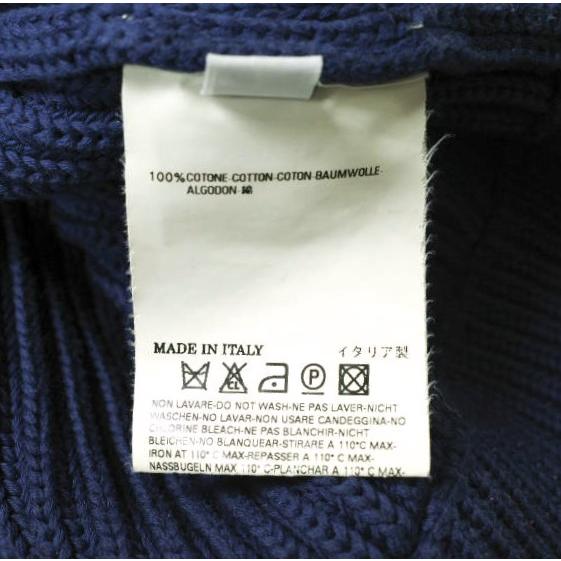 100%COTONE-COTTON-COTON-BAUMWOLLE-
ALGODON-綿
MADE IN ITALY イタリア製
CL P
NON LAVARE-DO NOT WASH-NE PAS LAVER-NICHT
WASCHEN-NO LAVAR-NON USARE CANDEGGINA-NO
CHLORINE BLEACH-NE PAS BLANCHIR-NICHT
BLEICHEN-NO BLANQUEAR-STIRARE A 110°C MAX-
IRON AT 110° C MAX-REPASSER A 110° C MAX-
NASSBUGELN MAX 110° C-PLANCHAR A 110° C MAX